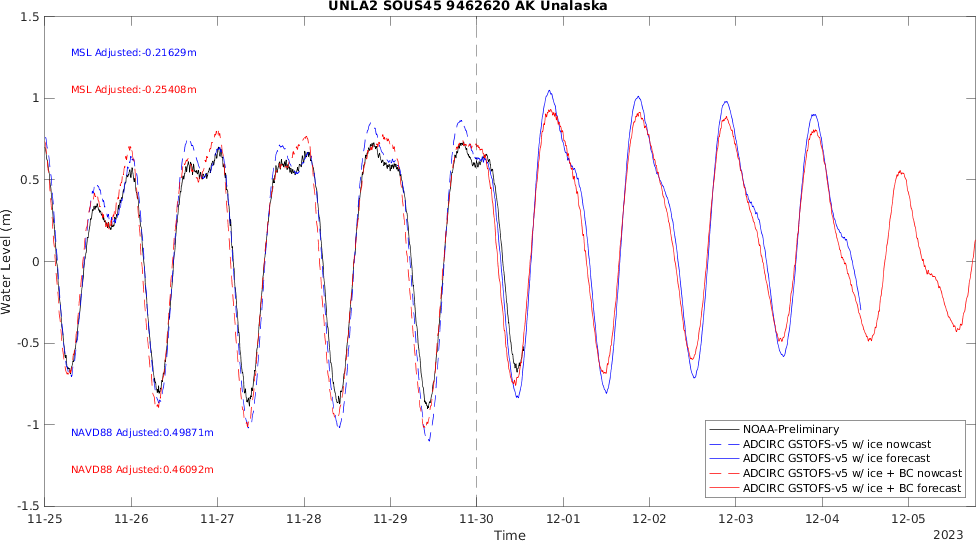 UNLA2 SOUS45 9462620 AK Unalaska
1.5
1
0.5
0
-0.5
-1
-1.5
Water Level (m)
MSL Adjusted:-0.21629m
MSL Adjusted:-0.25408m
NAVD88 Adjusted:0.49871m
NAVD88 Adjusted:0.46092m
NOAA-Preliminary
ADCIRC GSTOFS-v5 w/ ice nowcast
ADCIRC GSTOFS-v5 w/ ice forecast
ADCIRC GSTOFS-v5 w/ ice + BC nowcast
ADCIRC GSTOFS-v5 w/ ice + BC forecast
11-25 11-26 11-27 11-28 11-29 11-30 12-01 12-02 12-03 12-04 12-05
Time
2023